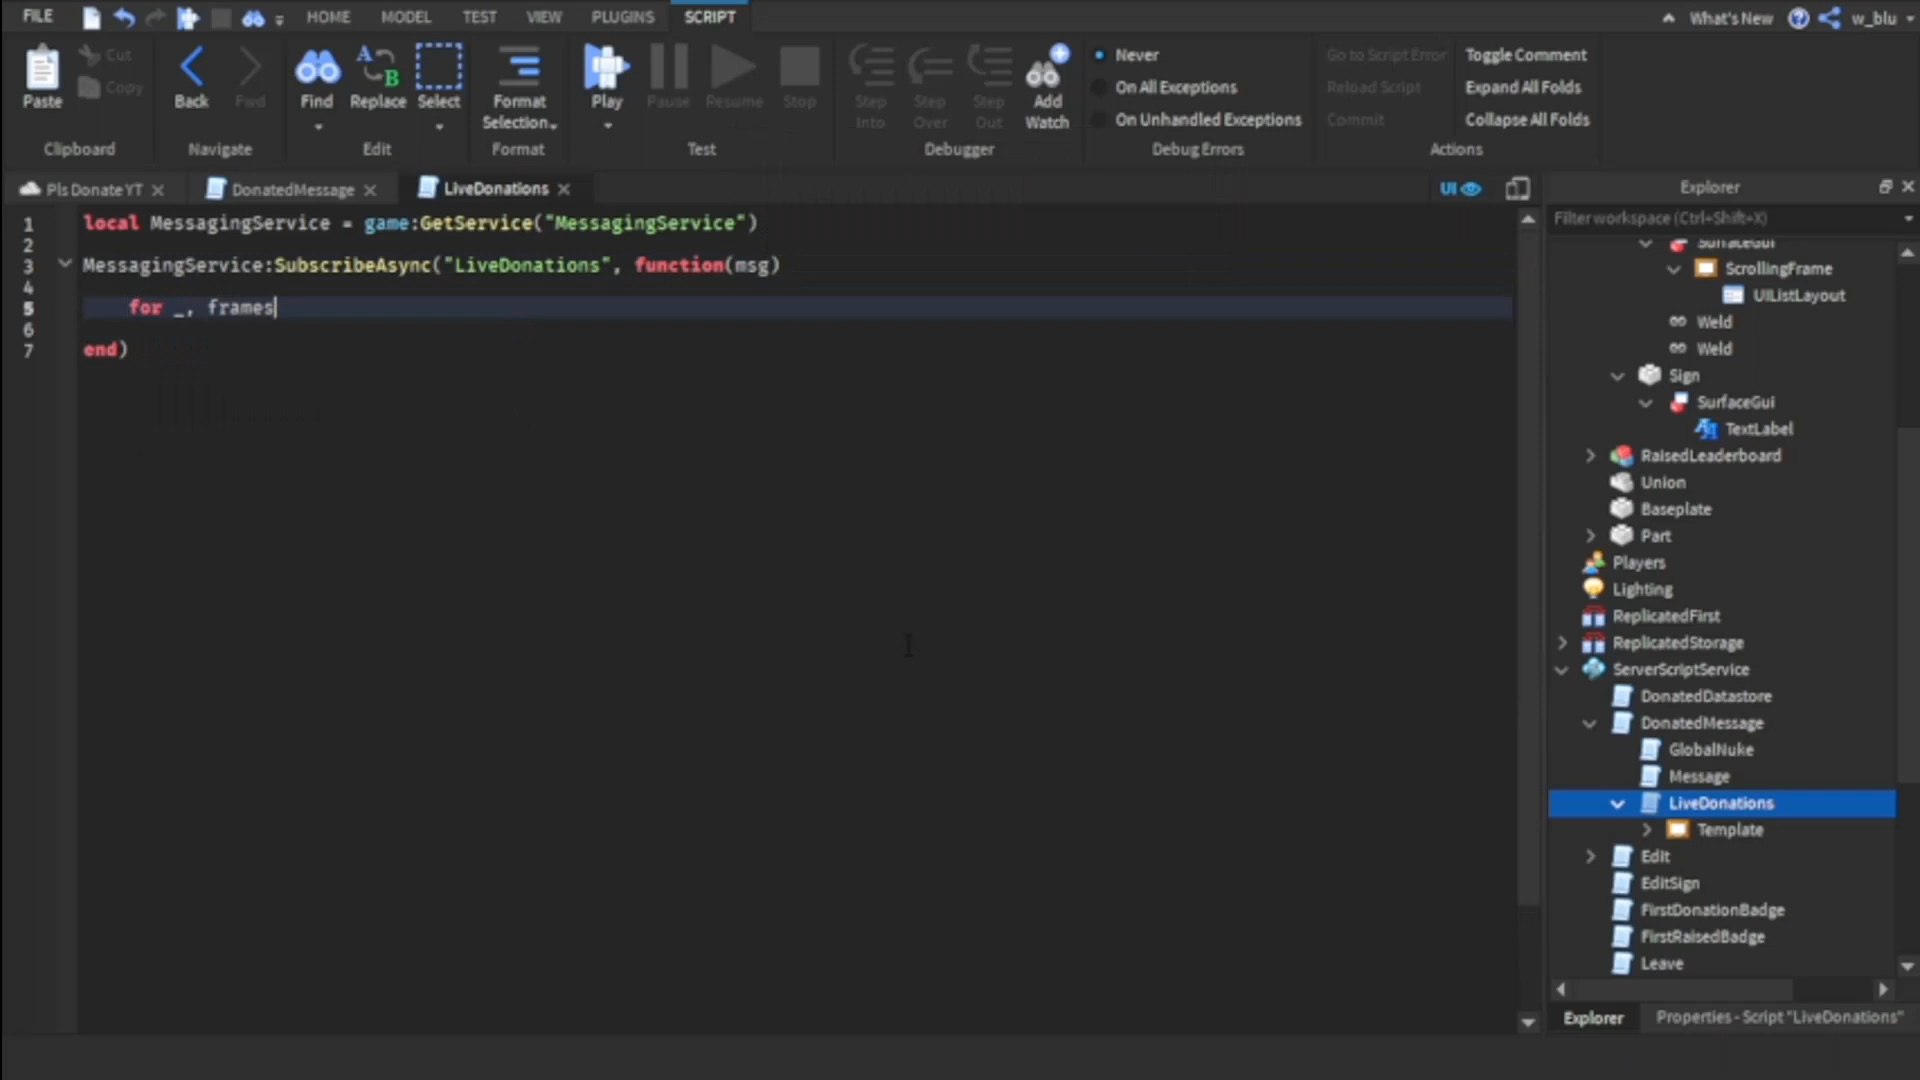 FILE
HOME
MODEL
TEST
VIEW
PLUGINS
SCRIPT
What's New
w_blu
Paste
Cut
Copy
Clipboard
Back
Fwd
Navigate
Find
Replace
Select
Edit
Format
Selection
Format
Play
Pause
Resume
Stop
Test
Step
Into
Step
Over
Step
Out
Add
Watch
Debugger
Never
On All Exceptions
On Unhandled Exceptions
Debug Errors
Go to Script Error
Reload Script
Commit
Toggle Comment
Expand All Folds
Collapse All Folds
Actions
Pls Donate YT
DonatedMessage
LiveDonations
UI
1 local MessagingService = game:GetService("MessagingService")
2
3 MessagingService:SubscribeAsync("LiveDonations", function(msg)
4
5 for _, frames
6
7 end)
Explorer
Filter workspace (Ctrl+Shift+X)
SurfaceGui
ScrollingFrame
UIListLayout
Weld
Weld
Sign
SurfaceGui
TextLabel
RaisedLeaderboard
Union
Baseplate
Part
Players
Lighting
ReplicatedFirst
ReplicatedStorage
ServerScriptService
DonatedDatastore
DonatedMessage
GlobalNuke
Message
LiveDonations
Template
Edit
EditSign
FirstDonationBadge
FirstRaisedBadge
Leave
Explorer
Properties - Script "LiveDonations"